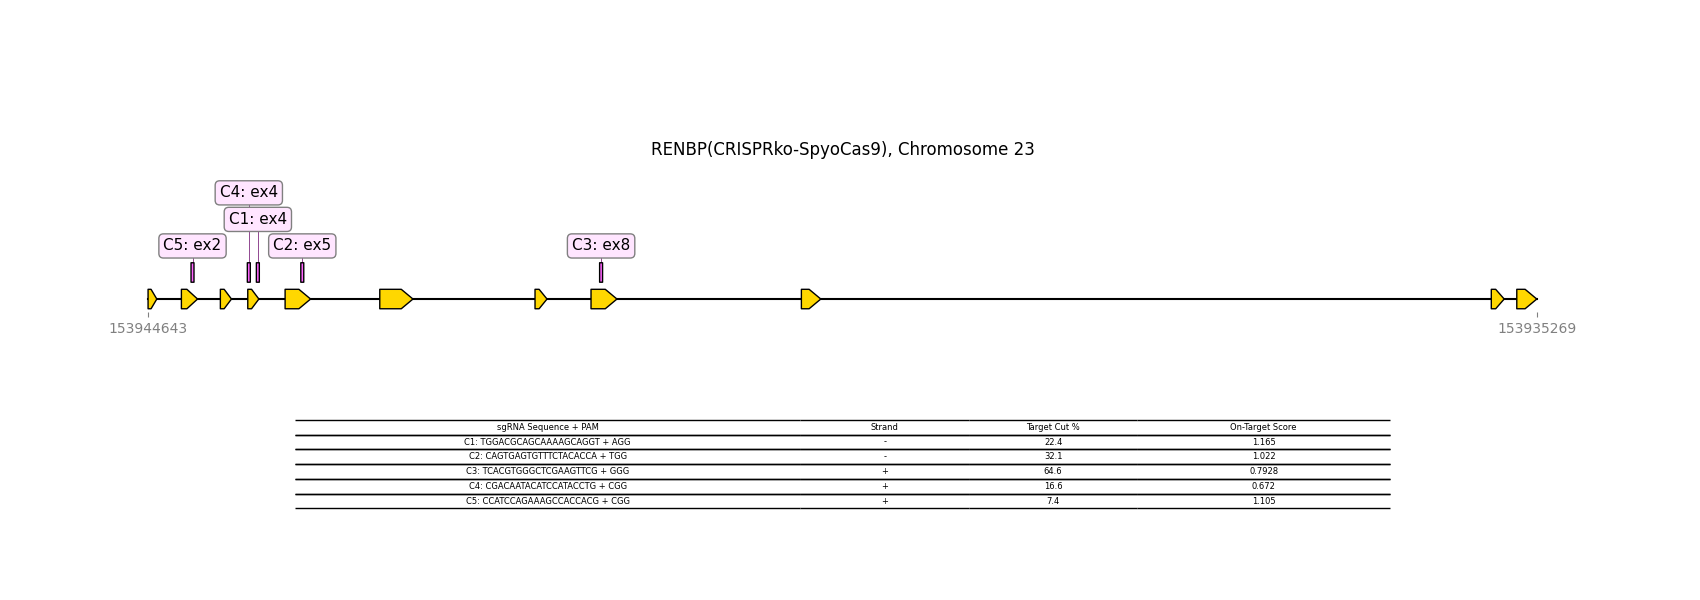 RENBP(CRISPRko-SpyoCas9), Chromosome 23
C4: ex4
C1: ex4
C5: ex2 C2: ex5 C3: ex8
153944643 153935269
sgRNA Sequence + PAM Strand Target Cut % On-Target Score
C1: TGGACGCAGCAAAAGCAGGT + AGG - 22.4 1.165
C2: CAGTGAGTGTTTCTACACCA + TGG - 32.1 1.022
C3: TCACGTGGGCTCGAAGTTCG + GGG + 64.6 0.7928
C4: CGACAATACATCCATACCTG + CGG + 16.6 0.672
C5: CCATCCAGAAAGCCACCACG + CGG + 7.4 1.105